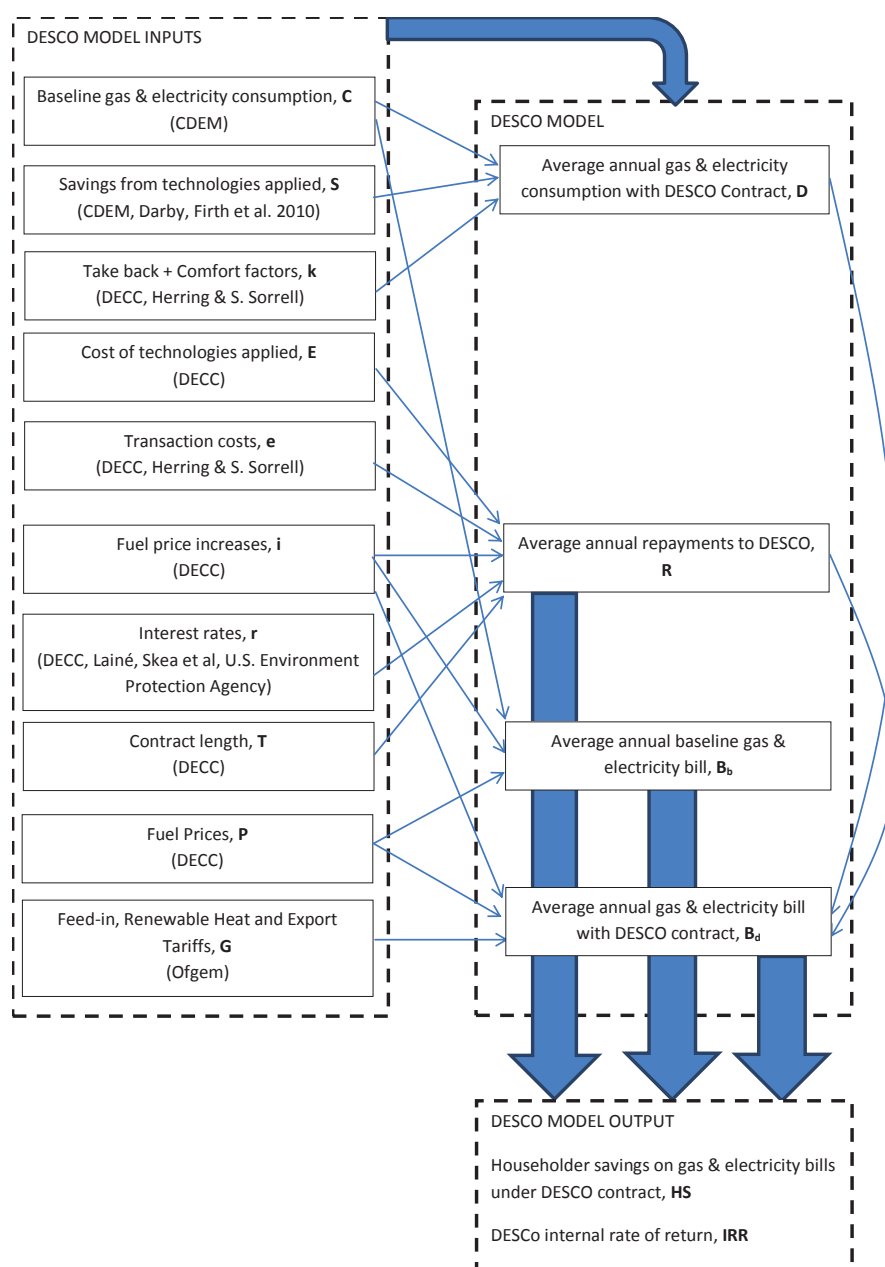 DESCO MODEL INPUTS
Baseline gas & electricity consumption, C
(CDEM)
Savings from technologies applied, S
(CDEM, Darby, Firth et al. 2010)
Take back + Comfort factors, k
(DECC, Herring & S. Sorrell)
Cost of technologies applied, E
(DECC)
Transaction costs, e
(DECC, Herring & S. Sorrell)
Fuel price increases, i
(DECC)
Interest rates, r
(DECC, Lainé, Skea et al, U.S. Environment
Protection Agency)
Contract length, T
(DECC)
Fuel Prices, P
(DECC)
Feed-in, Renewable Heat and Export
Tariffs, G
(Ofgem)
DESCO MODEL
Average annual gas & electricity
consumption with DESCO Contract, D
Average annual repayments to DESCO,
R
Average annual baseline gas &
electricity bill, Bb
Average annual gas & electricity bill
with DESCO contract, Bd
DESCO MODEL OUTPUT
Householder savings on gas & electricity bills
under DESCO contract, HS
DESCo internal rate of return, IRR